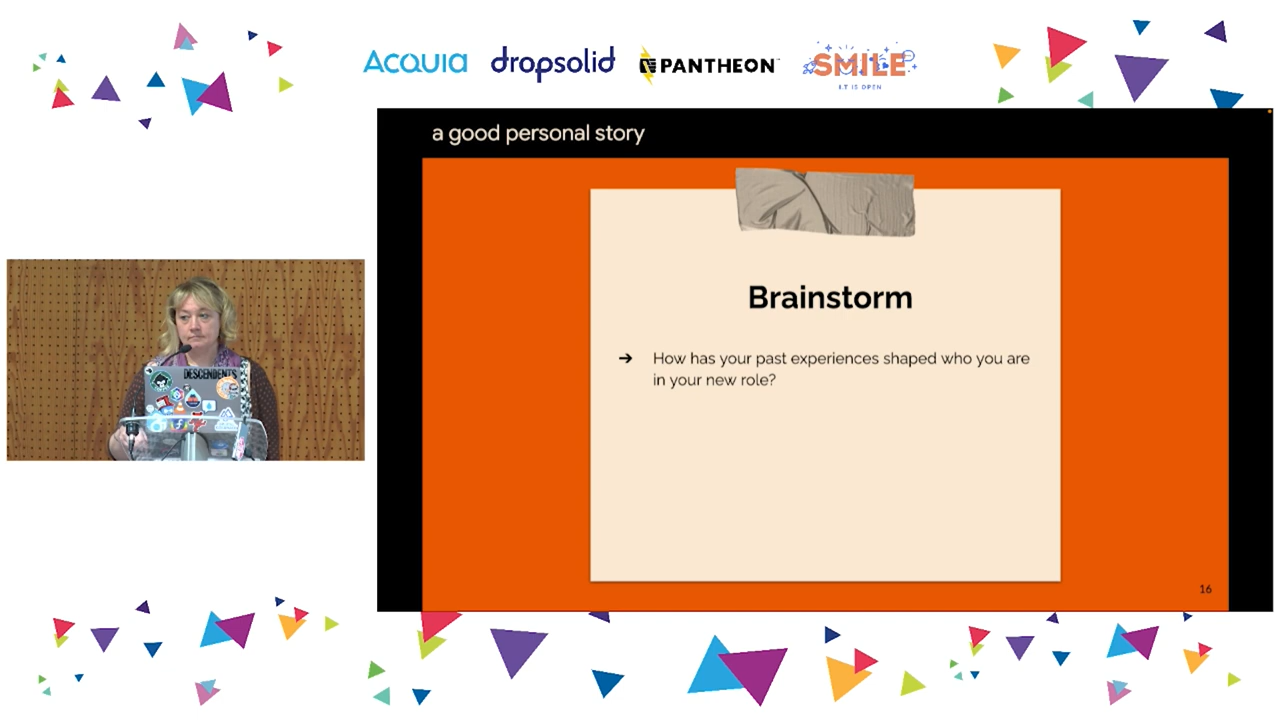 ACQUIA
dropsolid
PANTHEON
SMILE
I.T IS OPEN
a good personal story
Brainstorm
➔ How has your past experiences shaped who you are
in your new role?
16
DESCENDENTS